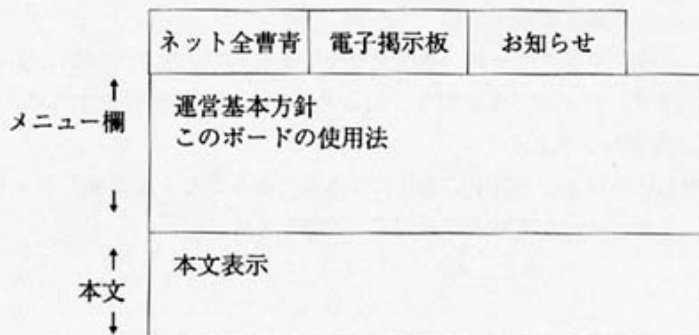 ネット全曹青 電子掲示板 お知らせ
メニュー欄
運営基本方針
このボードの使用法
本文
本文表示